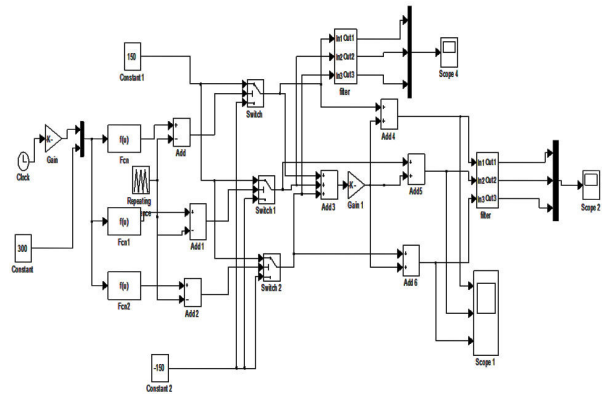 150
Constant 1
K-
Gain
Clock
300
Constant
f(u)
Fcn
f(u)
Fcn1
f(u)
Fcn2
Repeating
ence
Add
Add 1
Add 2
-150
Constant 2
Switch
Switch 1
Switch 2
Add 3
K-
Gain 1
In1 Out1
In2 Out2
In3 Out3
filter
Scope 4
Add 4
Add5
Add 6
In1 Out1
In2 Out2
In3 Out3
filter
Scope 2
Scope 1